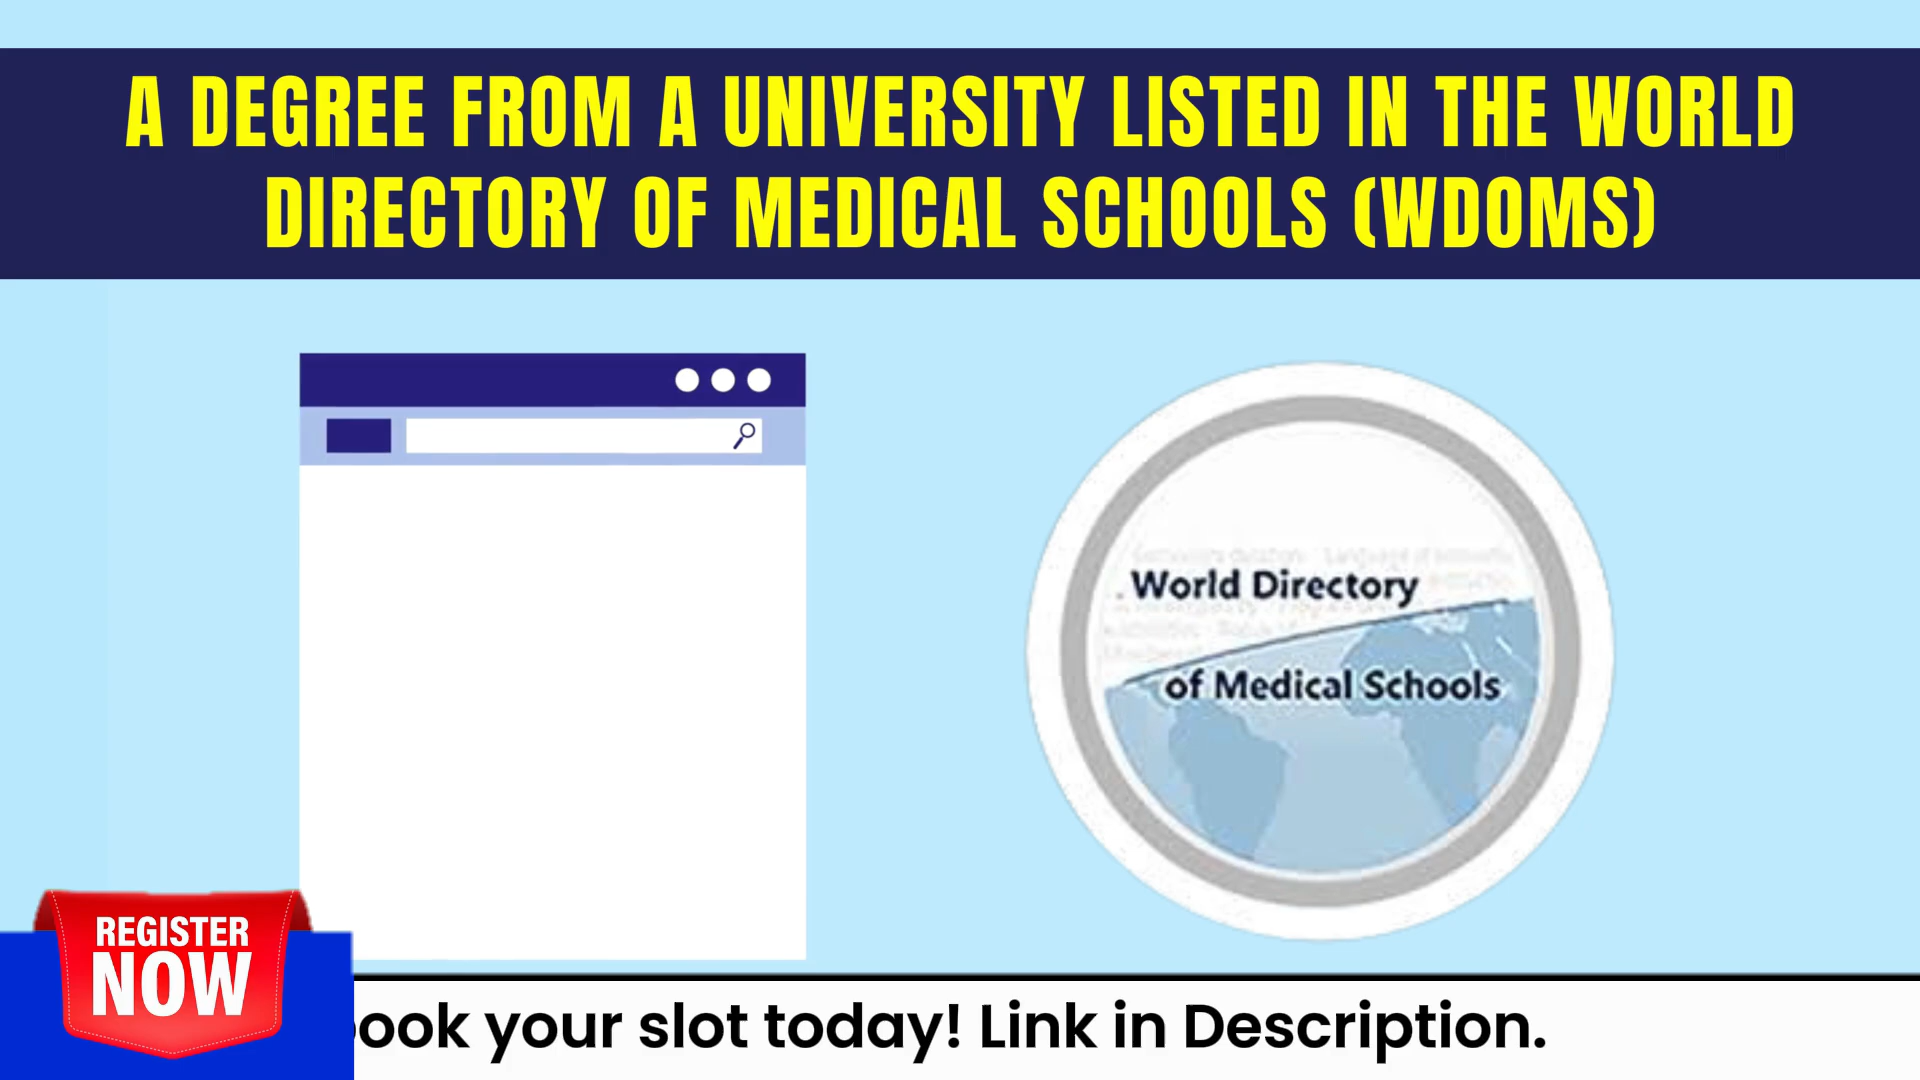 A DEGREE FROM A UNIVERSITY LISTED IN THE WORLD
DIRECTORY OF MEDICAL SCHOOLS (WDOMS)
World Directory
of Medical Schools
REGISTER
NOW
book your slot today! Link in Description.